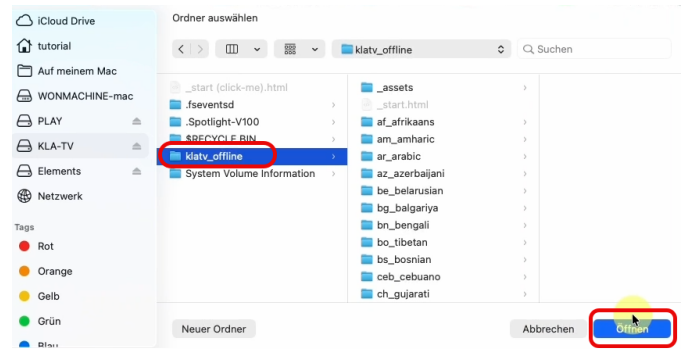 Ordner auswählen
iCloud Drive
tutorial
Auf meinem Mac
WONMACHINE-mac
PLAY
KLA-TV
Elements
Netzwerk
Tags
Rot
Orange
Gelb
Grün
Blau
klatv_offline
Suchen
_start (click-me).html
.fseventsd
.Spotlight-V100
$RECYCLE.BIN
klatv_offline
System Volume Information
_assets
_start.html
af_afrikaans
am_amharic
ar_arabic
az_azerbaijani
be_belarusian
bg_balgariya
bn_bengali
bo_tibetan
bs_bosnian
ceb_cebuano
ch_gujarati
Neuer Ordner
Abbrechen
Öffnen